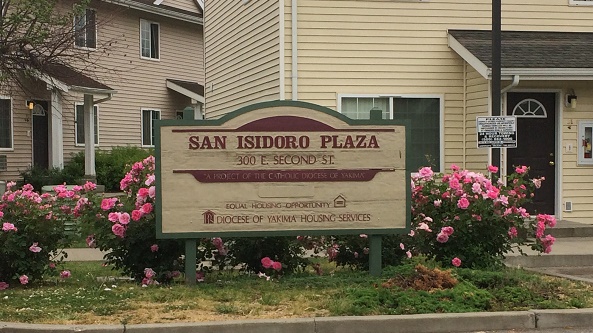 SAN ISIDORO PLAZA
300 E. SECOND ST.
"A PROJECT OF THE CATHOLIC DIOCESE OF YAKIMA"
EQUAL HOUSING OPPORTUNITY
DIOCESE OF YAKIMA HOUSING SERVICES
PLEASE